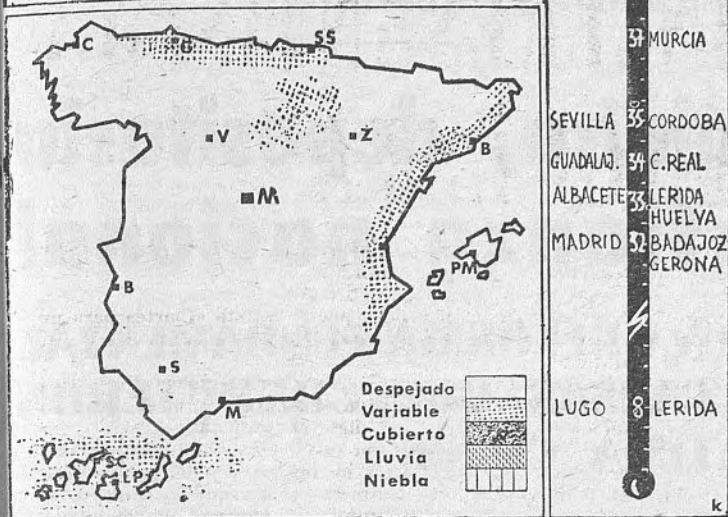 C
O
SS
V
Z
B
M
PM
B
S
M
SC
LP
Despejado
Variable
Cubierto
Lluvia
Niebla
37 MURCIA
SEVILLA 35 CORDOBA
GUADALAJ. 34 C.REAL
ALBACETE 33 LERIDA
HUELVA
MADRID 32 BADAJOZ
GERONA
LUGO 8 LERIDA
k